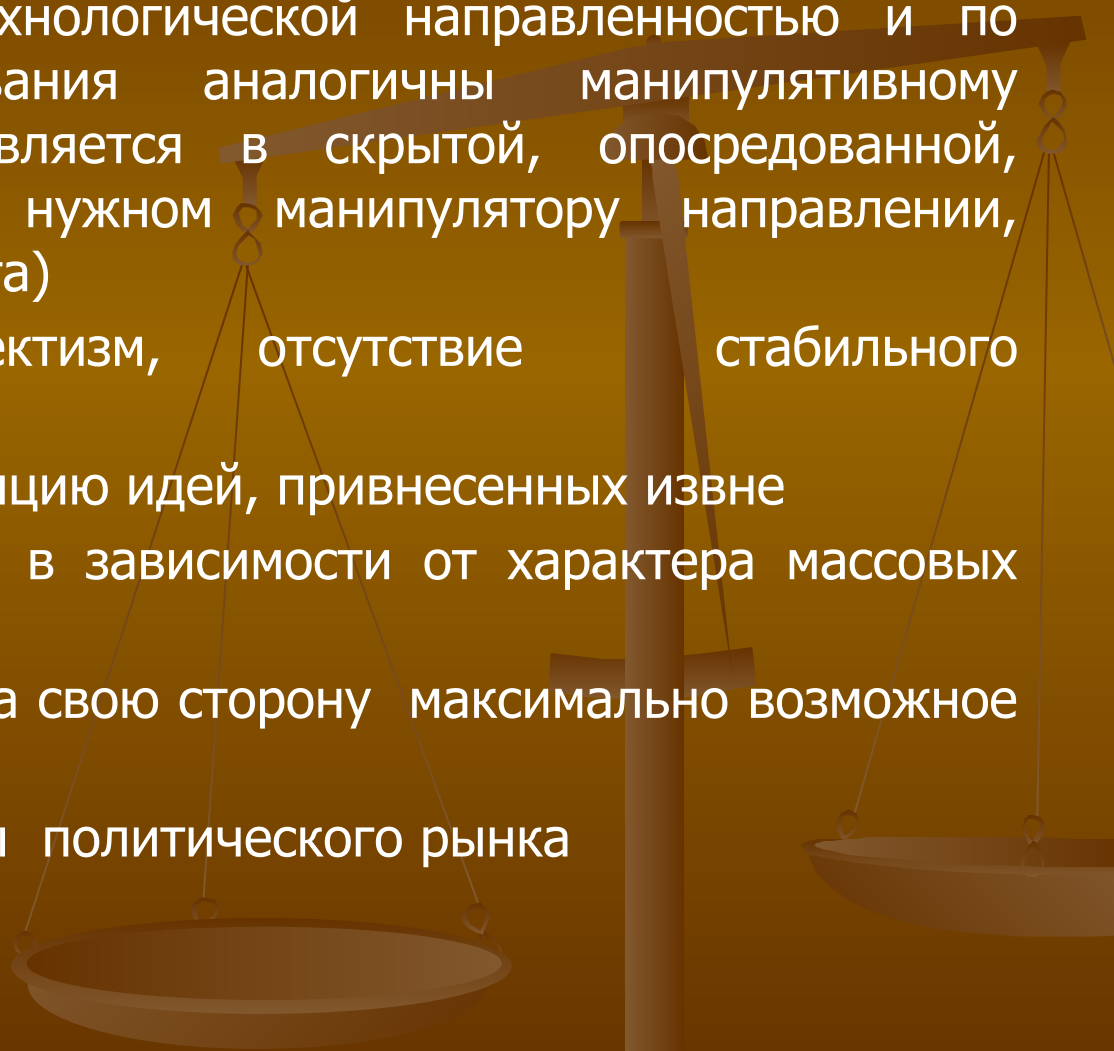 хнологической направленностью и по
вания аналогичны манипулятивному
вляется в скрытой, опосредованной,
нужном манипулятору направлении,
та)
ектизм, отсутствие стабильного
цию идей, привнесенных извне
в зависимости от характера массовых
а свою сторону максимально возможное
политического рынка